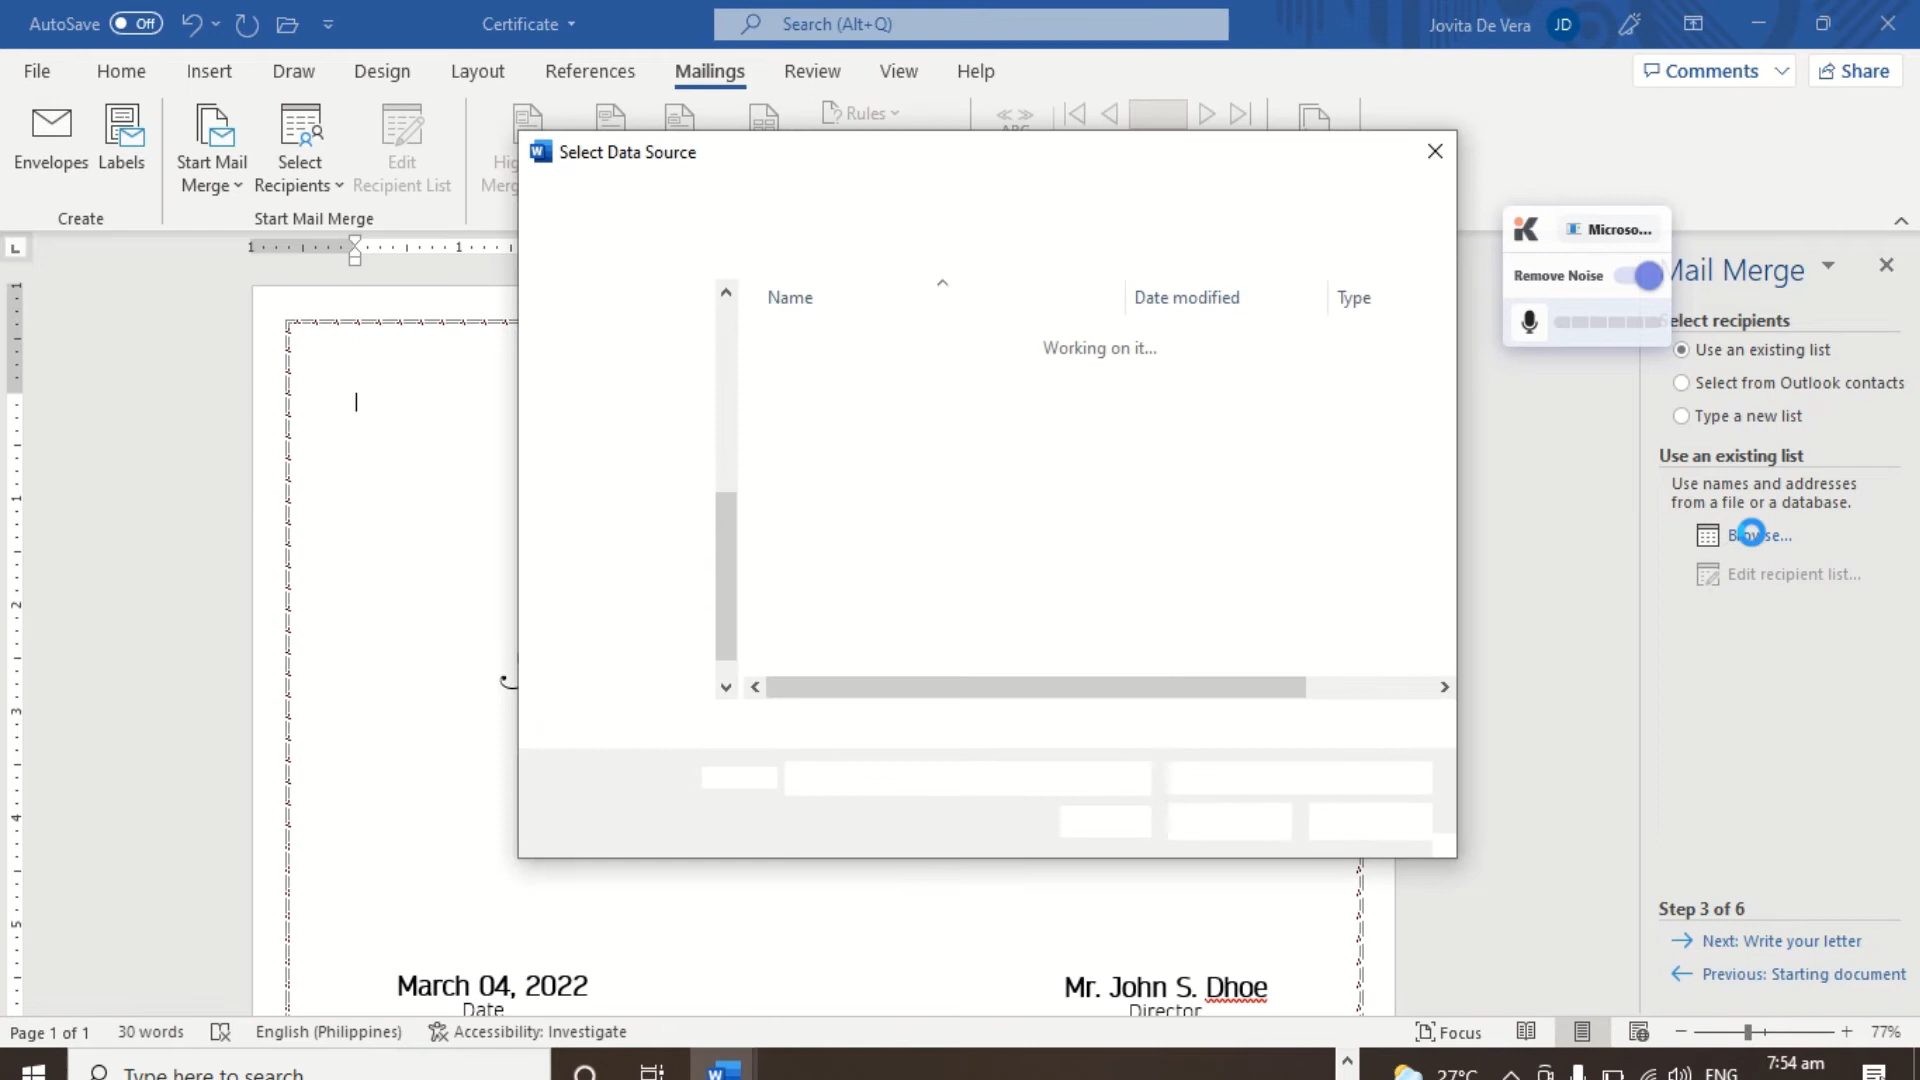 AutoSave Off
Certificate
Search (Alt+Q)
Jovita De Vera JD
File Home Insert Draw Design Layout References Mailings Review View Help
Comments Share
Envelopes
Labels
Start Mail Merge
Select Recipients
Edit Recipient List
Rules
Create
Start Mail Merge
Select Data Source
Name Date modified Type
Working on it...
Microso...
Remove Noise
Mail Merge
Select recipients
Use an existing list
Select from Outlook contacts
Type a new list
Use an existing list
Use names and addresses
from a file or a database.
Browse...
Edit recipient list...
March 04, 2022
Date
Mr. John S. Dhoe
Director
Step 3 of 6
Next: Write your letter
Previous: Starting document
Page 1 of 1 30 words English (Philippines) Accessibility: Investigate Focus 77%
Type here to search
27°C ENG 7:54 am